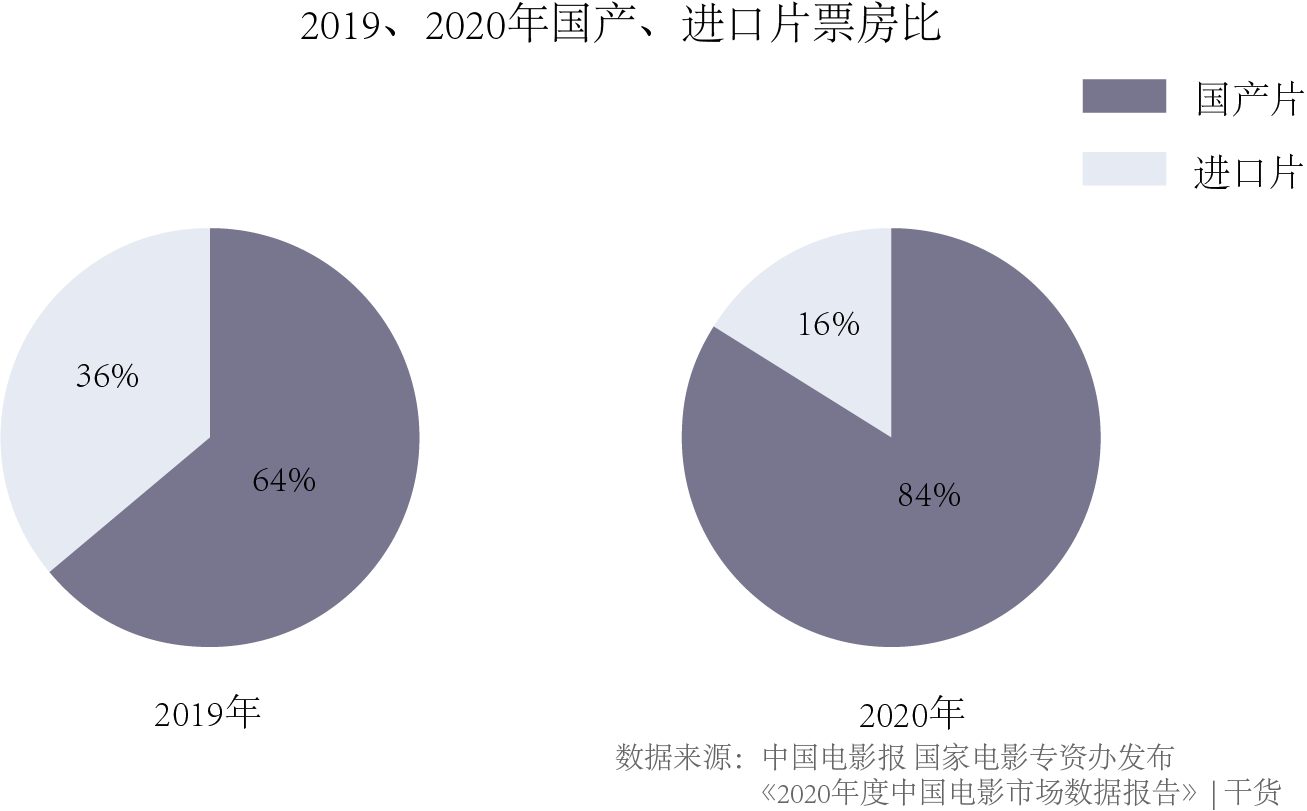 2019、2020年国产、进口片票房比
国产片
进口片
36%
64%
2019年
16%
84%
2020年
数据来源：中国电影报 国家电影专资办发布
《2020年度中国电影市场数据报告》 | 干货